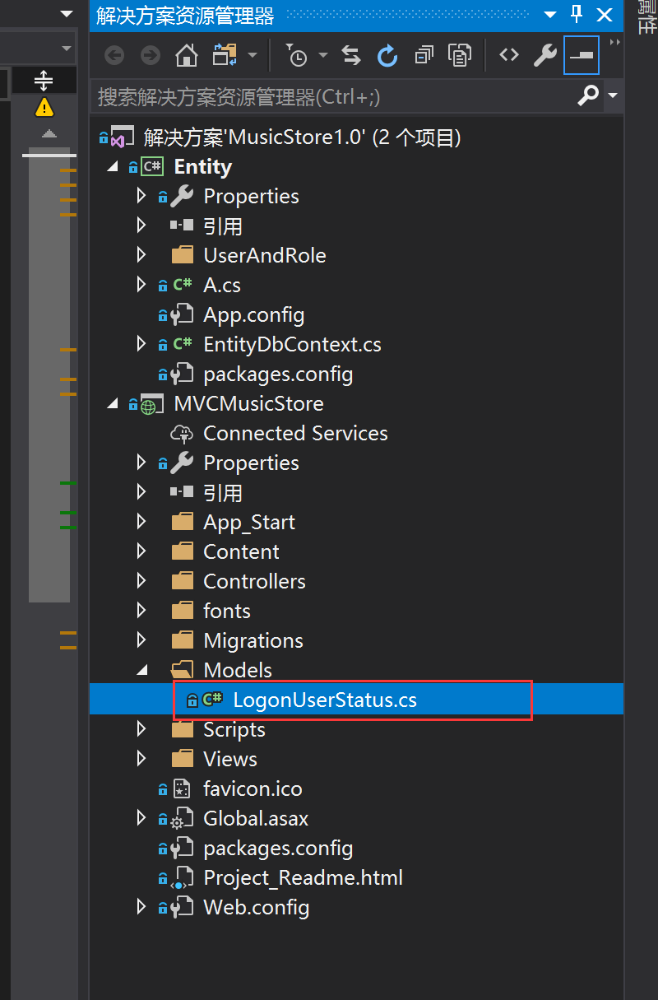 解决方案资源管理器
属性
搜索解决方案资源管理器(Ctrl+;)
解决方案'MusicStore1.0' (2 个项目)
C# Entity
Properties
引用
UserAndRole
C# A.cs
App.config
C# EntityDbContext.cs
packages.config
MVCMusicStore
Connected Services
Properties
引用
App_Start
Content
Controllers
fonts
Migrations
Models
C# LogonUserStatus.cs
Scripts
Views
favicon.ico
Global.asax
packages.config
Project_Readme.html
Web.config